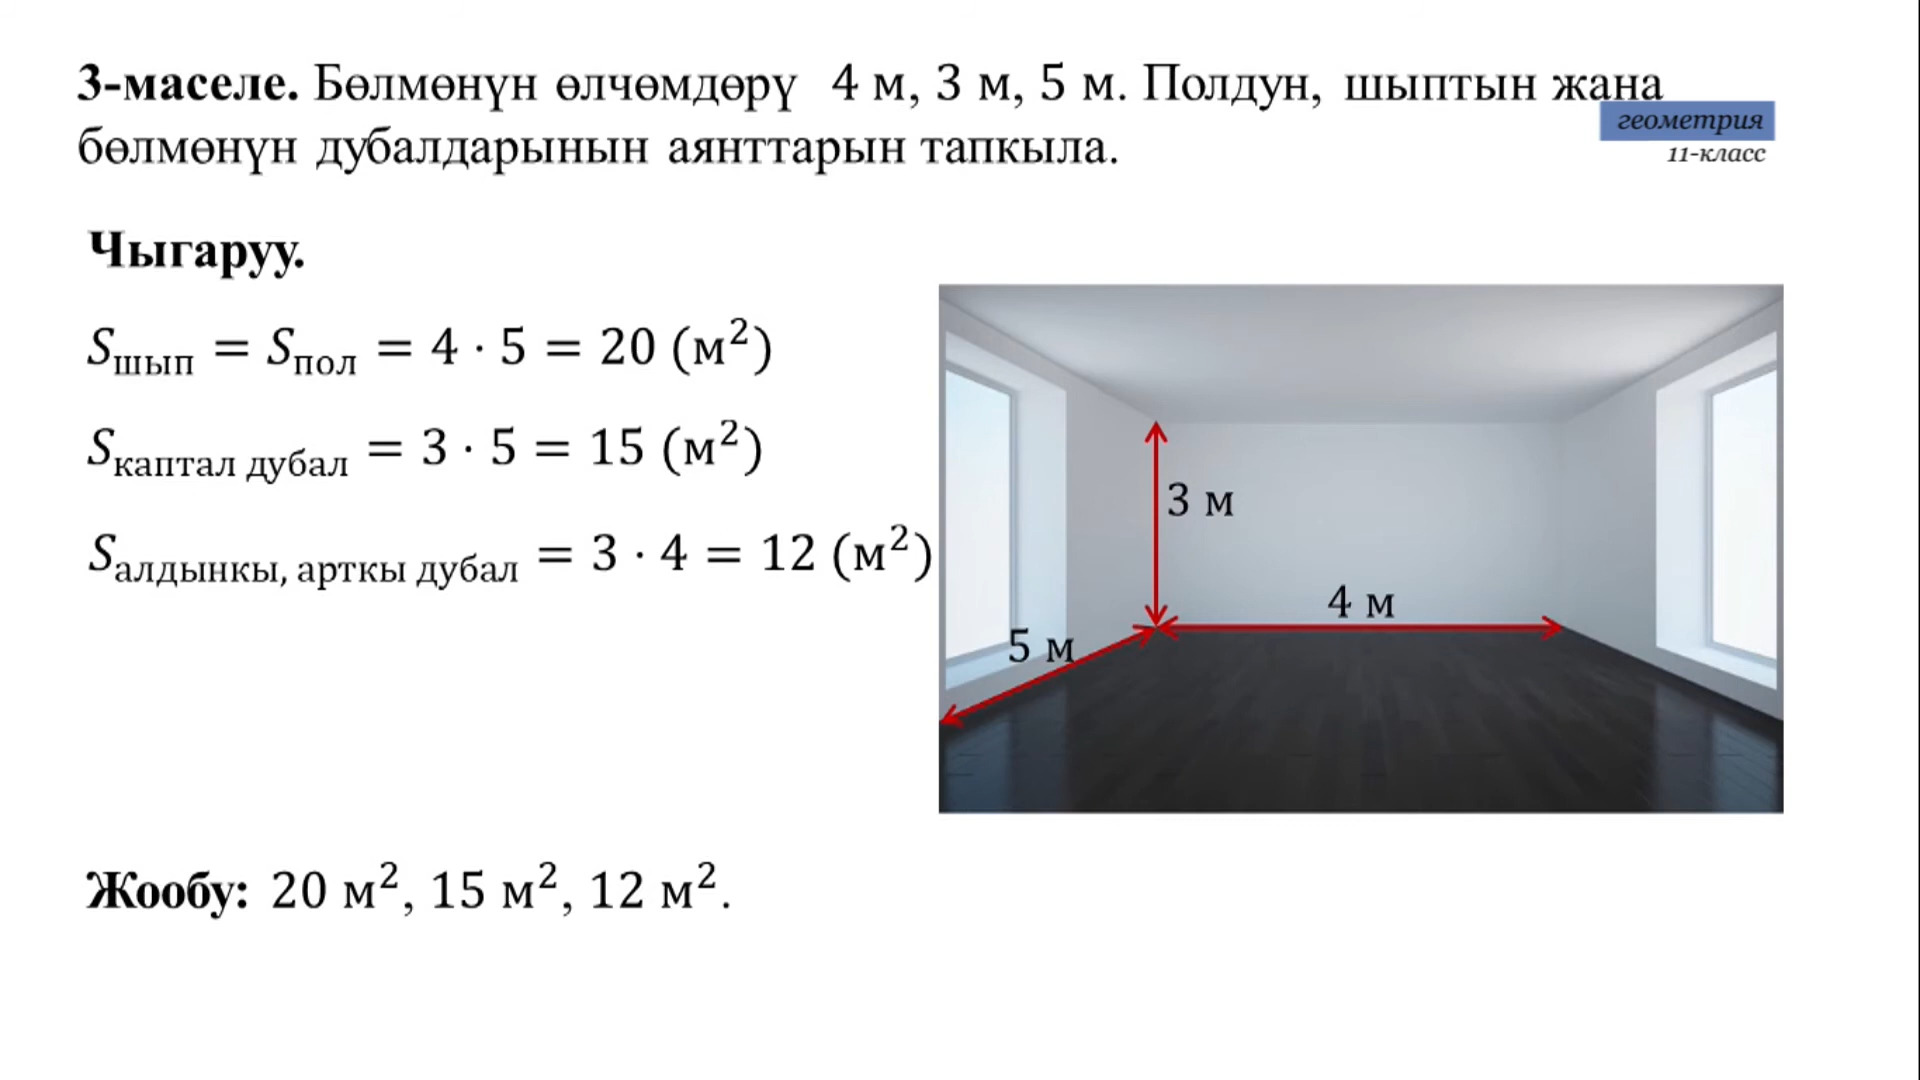 3-маселе. Бөлмөнүн өлчөмдөрү 4 м, 3 м, 5 м. Полдун, шыптын жана
бөлмөнүн дубалдарынын аянттарын тапкыла.
геометрия
11-класс
Чыгаруу.
Sшып = Sпол = 4 · 5 = 20 (м²)
Sкаптал дубал = 3 · 5 = 15 (м²)
Sалдынкы, арткы дубал = 3 · 4 = 12 (м²)
3 м
4 м
5 м
Жообу: 20 м², 15 м², 12 м².